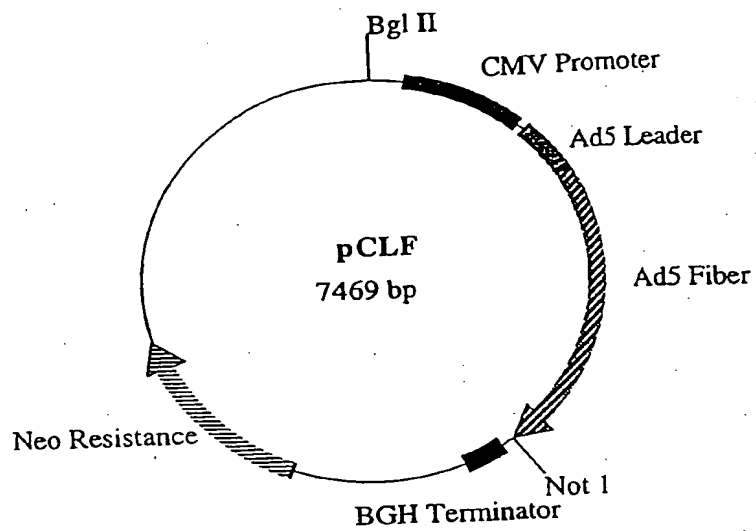 Bgl II
CMV Promoter
Ad5 Leader
pCLF
7469 bp
Ad5 Fiber
Neo Resistance
Not 1
BGH Terminator